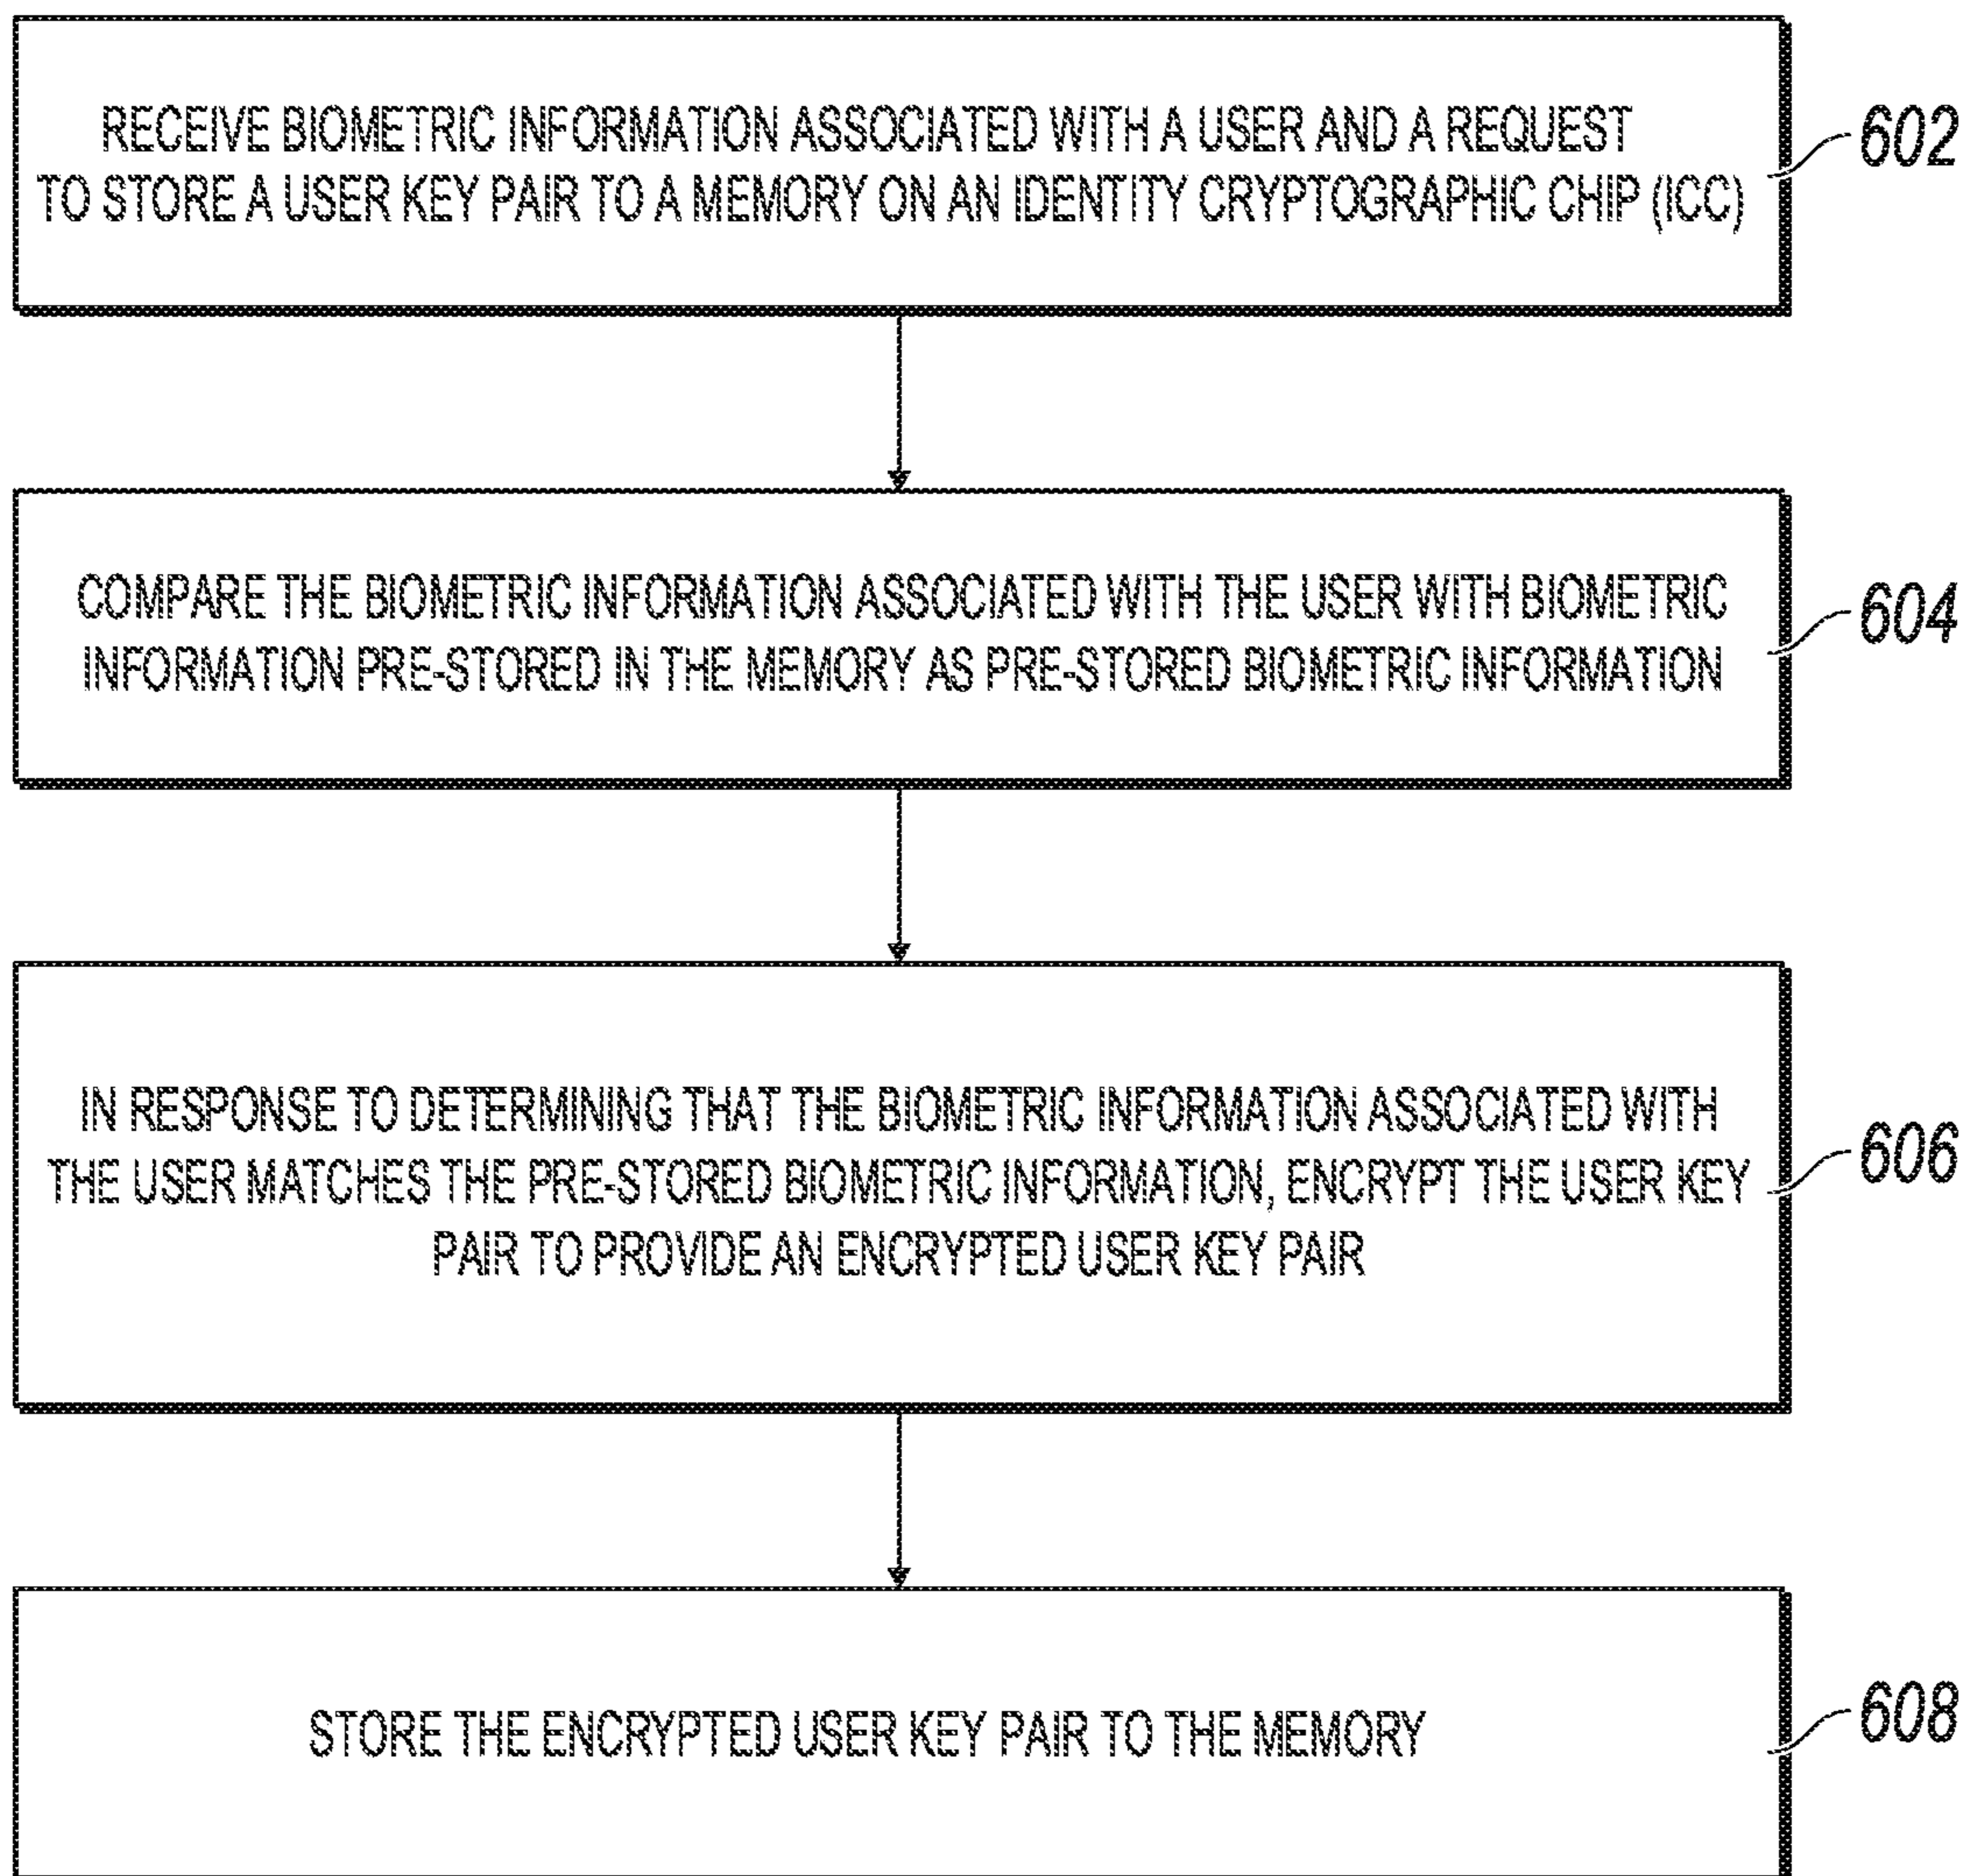 RECEIVE BIOMETRIC INFORMATION ASSOCIATED WITH A USER AND A REQUEST
TO STORE A USER KEY PAIR TO A MEMORY ON AN IDENTITY CRYPTOGRAPHIC CHIP (ICC)
602
COMPARE THE BIOMETRIC INFORMATION ASSOCIATED WITH THE USER WITH BIOMETRIC
INFORMATION PRE-STORED IN THE MEMORY AS PRE-STORED BIOMETRIC INFORMATION
604
IN RESPONSE TO DETERMINING THAT THE BIOMETRIC INFORMATION ASSOCIATED WITH
THE USER MATCHES THE PRE-STORED BIOMETRIC INFORMATION, ENCRYPT THE USER KEY
PAIR TO PROVIDE AN ENCRYPTED USER KEY PAIR
606
STORE THE ENCRYPTED USER KEY PAIR TO THE MEMORY
608